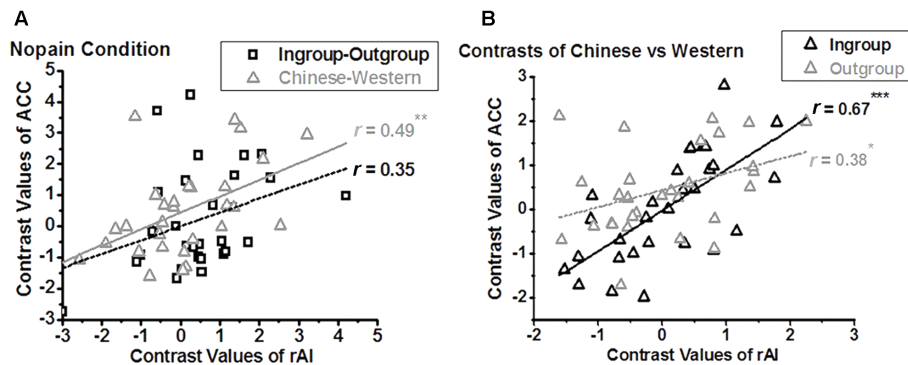 A
Nopain Condition
Ingroup-Outgroup
Chinese-Western
Contrast Values of ACC
5
4
3
2
1
0
-1
-2
-3
r = 0.49**
r = 0.35
-3 -2 -1 0 1 2 3 4 5
Contrast Values of rAI
B
Contrasts of Chinese vs Western
Ingroup
Outgroup
Contrast Values of ACC
3
2
1
0
-1
-2
r = 0.67***
r = 0.38*
-2 -1 0 1 2 3
Contrast Values of rAI